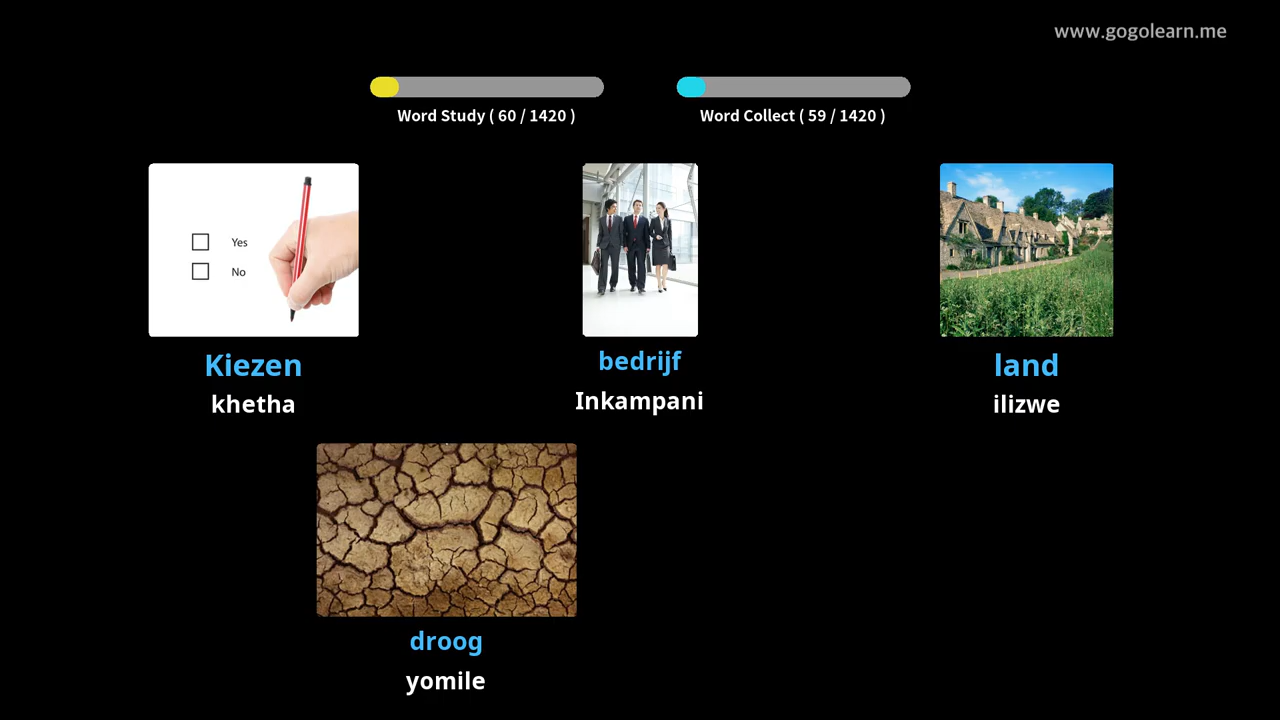 www.gogolearn.me
Word Study ( 60 / 1420 )
Word Collect ( 59 / 1420 )
Yes
No
Kiezen
khetha
bedrijf
Inkampani
land
ilizwe
droog
yomile